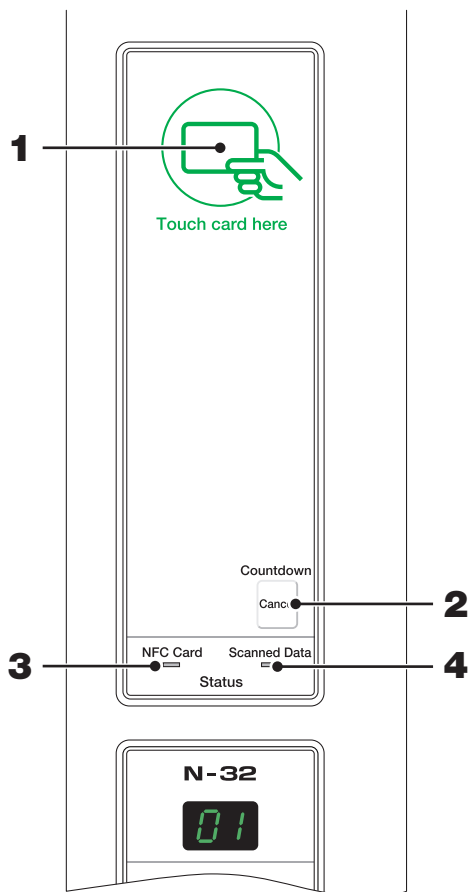 1
Touch card here
Countdown
2
NFC Card Scanned Data
3
4
Status
N-32
01